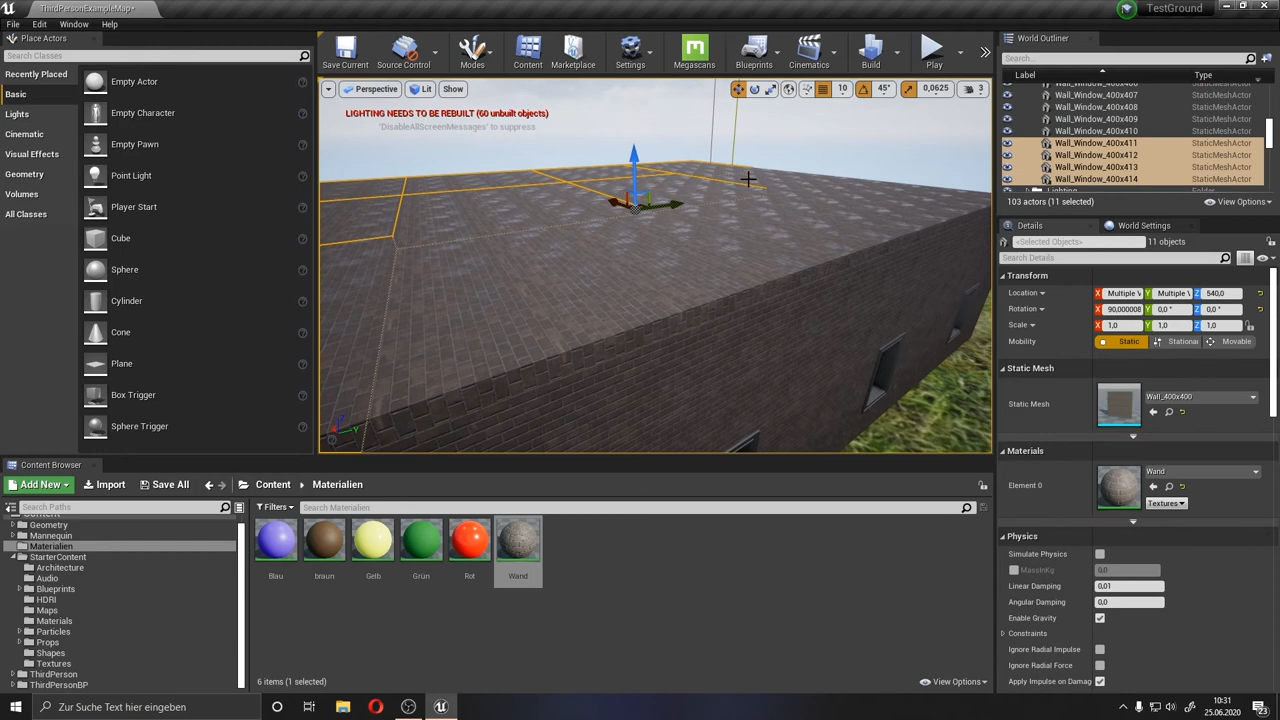 ThirdPersonExampleMap*
TestGround
File Edit Window Help
Place Actors
Search Classes
Recently Placed
Basic
Lights
Cinematic
Visual Effects
Geometry
Volumes
All Classes
Empty Actor
Empty Character
Empty Pawn
Point Light
Player Start
Cube
Sphere
Cylinder
Cone
Plane
Box Trigger
Sphere Trigger
Save Current Source Control Modes Content Marketplace Settings Megascans Blueprints Cinematics Build Play
Perspective Lit Show 10 45° 0,0625 3
LIGHTING NEEDS TO BE REBUILT (60 unbuilt objects)
'DisableAllScreenMessages' to suppress
World Outliner
Search...
Label Type
Wall_Window_400x407 StaticMeshActor
Wall_Window_400x408 StaticMeshActor
Wall_Window_400x409 StaticMeshActor
Wall_Window_400x410 StaticMeshActor
Wall_Window_400x411 StaticMeshActor
Wall_Window_400x412 StaticMeshActor
Wall_Window_400x413 StaticMeshActor
Wall_Window_400x414 StaticMeshActor
Lighting Folder
103 actors (11 selected) View Options
Details World Settings
<Selected Objects> 11 objects
Search Details
Transform
Location X Multiple V Y Multiple V Z 540,0
Rotation X 90,000008 Y 0,0 ° Z 0,0 °
Scale X 1,0 Y 1,0 Z 1,0
Mobility Static Stationa Movable
Static Mesh
Static Mesh Wall_400x400
Materials
Element 0 Wand
Textures
Physics
Simulate Physics
MassInKg 0,0
Linear Damping 0,01
Angular Damping 0,0
Enable Gravity
Constraints
Ignore Radial Impulse
Ignore Radial Force
Apply Impulse on Damag
Content Browser
Add New Import Save All Content Materialien
Search Paths
Filters Search Materialien
Geometry
Mannequin
Materialien
StarterContent
Architecture
Audio
Blueprints
HDRI
Maps
Materials
Particles
Props
Shapes
Textures
ThirdPerson
ThirdPersonBP
Blau braun Gelb Grün Rot Wand
6 items (1 selected) View Options
Zur Suche Text hier eingeben
10:31
25.06.2020
23